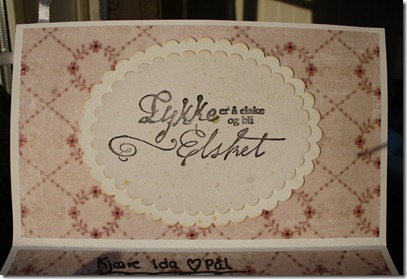 Lykke er å elske
og bli
Elsket
Kjære Ida ♡ Pål